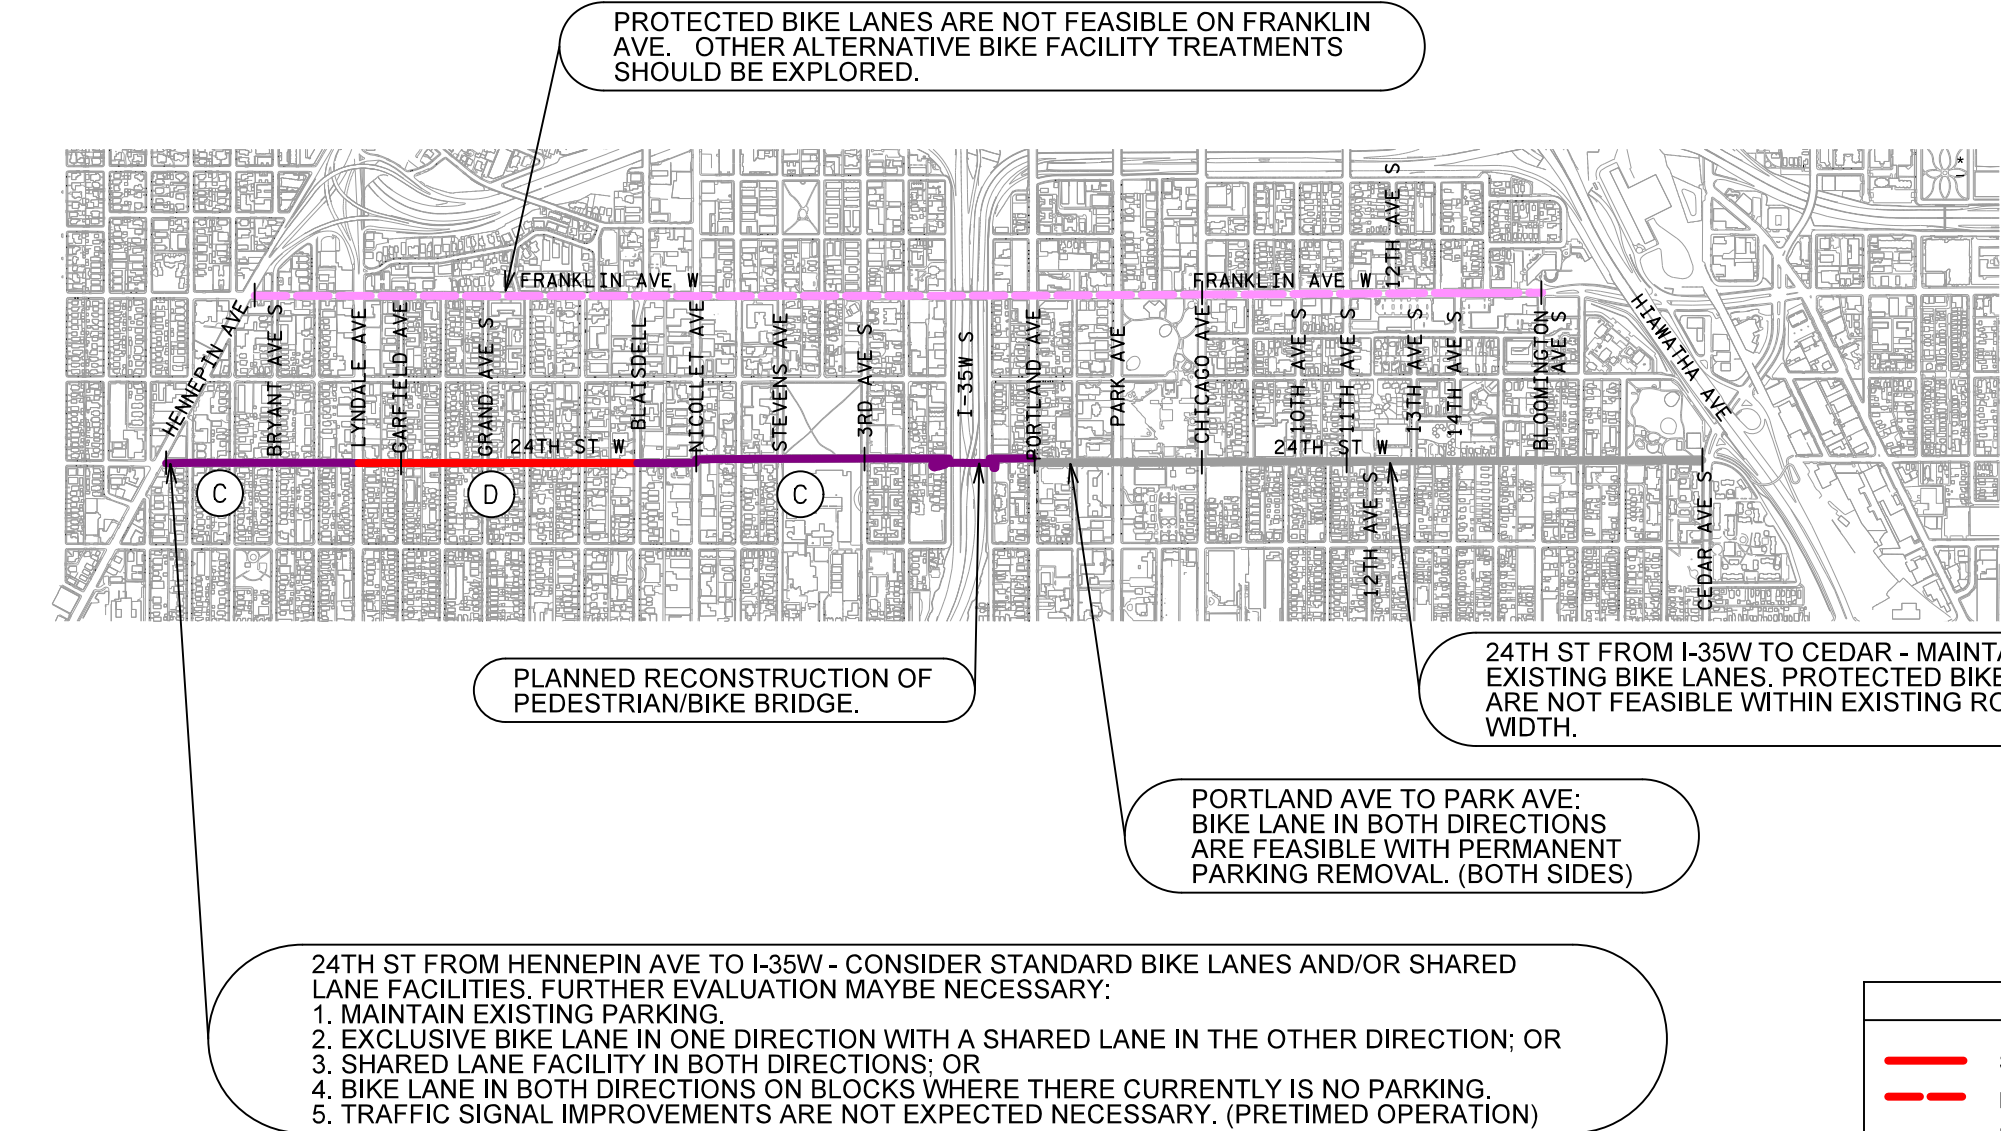 PROTECTED BIKE LANES ARE NOT FEASIBLE ON FRANKLIN
AVE. OTHER ALTERNATIVE BIKE FACILITY TREATMENTS
SHOULD BE EXPLORED.
12TH AVE S
FRANKLIN AVE W
FRANKLIN AVE W
HENNEPIN AVE
BRYANT AVE S
LYNDALE AVE
GARFIELD AVE
GRAND AVE S
BLAISDELL
NICOLLET AVE
STEVENS AVE
3RD AVE S
I-35W S
PORTLAND AVE
PARK AVE
CHICAGO AVE
10TH AVE S
11TH AVE S
13TH AVE S
14TH AVE S
BLOOMINGTON
AVE S
HIAWATHA AVE
24TH ST W
24TH ST W
C
D
C
12TH AVE S
CEDAR AVE S
PLANNED RECONSTRUCTION OF
PEDESTRIAN/BIKE BRIDGE.
24TH ST FROM I-35W TO CEDAR - MAINTA
EXISTING BIKE LANES. PROTECTED BIKE
ARE NOT FEASIBLE WITHIN EXISTING RO
WIDTH.
PORTLAND AVE TO PARK AVE:
BIKE LANE IN BOTH DIRECTIONS
ARE FEASIBLE WITH PERMANENT
PARKING REMOVAL. (BOTH SIDES)
24TH ST FROM HENNEPIN AVE TO I-35W - CONSIDER STANDARD BIKE LANES AND/OR SHARED
LANE FACILITIES. FURTHER EVALUATION MAYBE NECESSARY:
1. MAINTAIN EXISTING PARKING.
2. EXCLUSIVE BIKE LANE IN ONE DIRECTION WITH A SHARED LANE IN THE OTHER DIRECTION; OR
3. SHARED LANE FACILITY IN BOTH DIRECTIONS; OR
4. BIKE LANE IN BOTH DIRECTIONS ON BLOCKS WHERE THERE CURRENTLY IS NO PARKING.
5. TRAFFIC SIGNAL IMPROVEMENTS ARE NOT EXPECTED NECESSARY. (PRETIMED OPERATION)